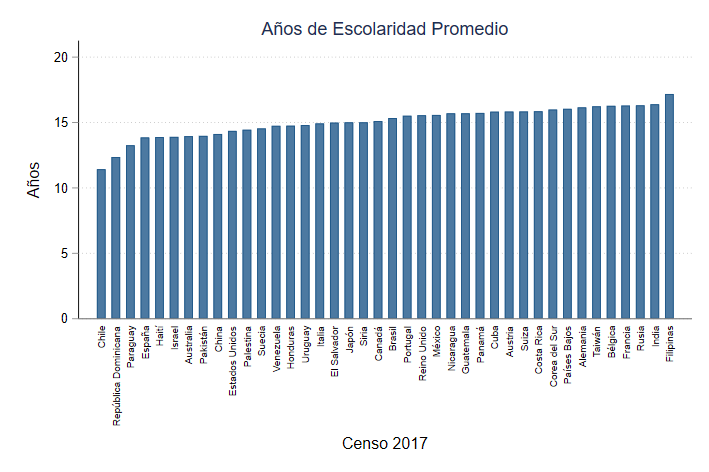 Años de Escolaridad Promedio
20
15
10
5
0
Años
Chile
República Dominicana
Paraguay
España
Haití
Israel
Australia
Pakistán
China
Estados Unidos
Palestina
Suecia
Venezuela
Honduras
Uruguay
Italia
El Salvador
Japón
Siria
Canadá
Brasil
Portugal
Reino Unido
México
Nicaragua
Guatemala
Panamá
Cuba
Austria
Suiza
Costa Rica
Corea del Sur
Países Bajos
Alemania
Taiwán
Bélgica
Francia
Rusia
India
Filipinas
Censo 2017